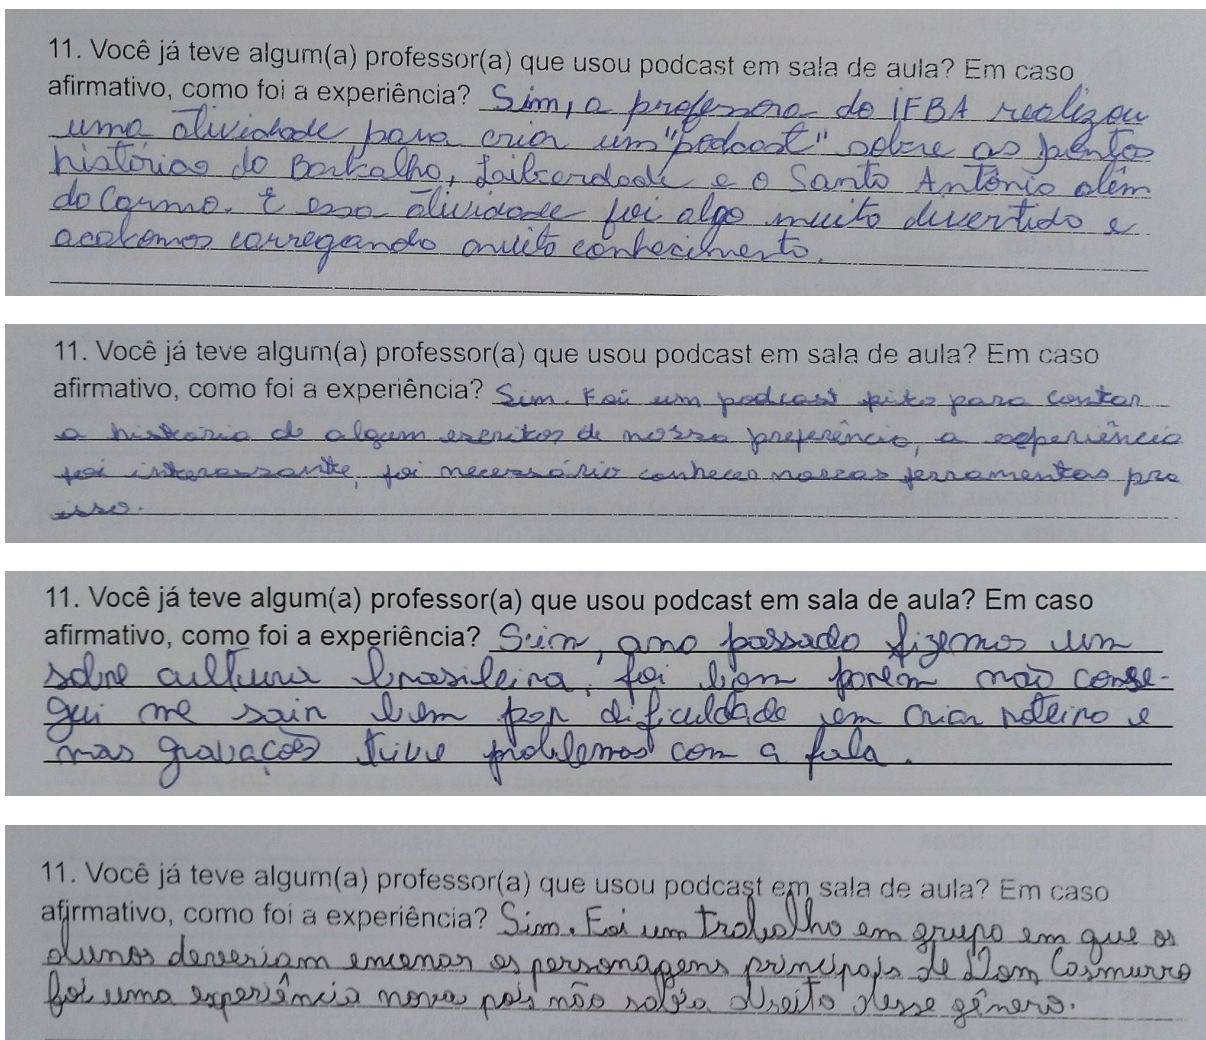 11. Você já teve algum(a) professor(a) que usou podcast em sala de aula? Em caso
afirmativo, como foi a experiência? Sim, a professora do IFBA realizou
uma atividade para criar um "podcast" sobre os pontos
históricos do Barbalho, Laiberdade e o Santo Antônio além
do Carmo. E essa atividade foi algo muito divertido e
acabamos carregando muito conhecimento.
11. Você já teve algum(a) professor(a) que usou podcast em sala de aula? Em caso
afirmativo, como foi a experiência? Sim. Foi um podcast feito para contar
a história de algum escritor de nossa preferência, a experiência
foi interessante, foi necessário conhecer novas ferramentas pra
isso.
11. Você já teve algum(a) professor(a) que usou podcast em sala de aula? Em caso
afirmativo, como foi a experiência? Sim, ano passado fizemos um
sobre cultura brasileira, foi bom porém não conse-
gui me sair bem por dificuldade em criar roteiro e
nas gravações tive problemas com a fala.
11. Você já teve algum(a) professor(a) que usou podcast em sala de aula? Em caso
afirmativo, como foi a experiência? Sim. Foi um trabalho em grupo em que os
alunos deveriam encenar os personagens principais de Dom Casmurro
foi uma experiência nova pois não sabia direito desse gênero.